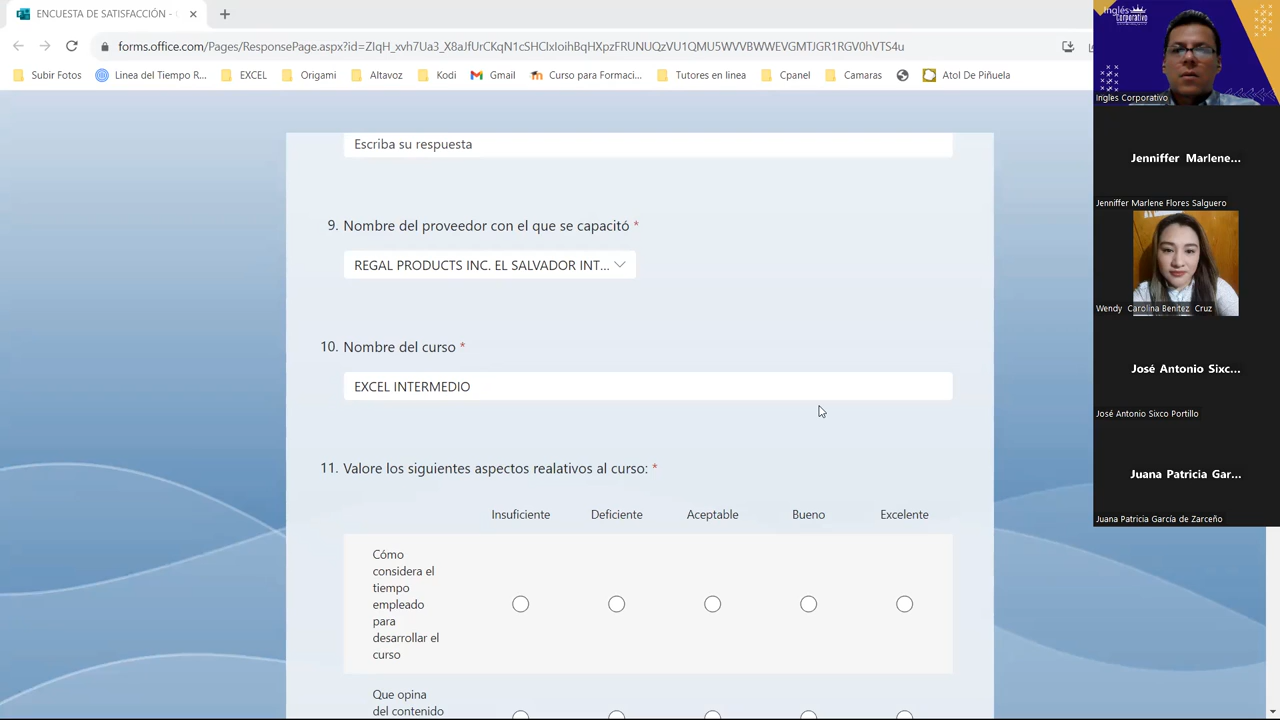 ENCUESTA DE SATISFACCIÓN - 
forms.office.com/Pages/ResponsePage.aspx?id=ZIqH_xvh7Ua3_X8aJfUrCKqN1cSHCIxIoihBqHXpzFRUNUQzVU1QMU5WVVBWWEVGMTJGR1RGV0hVTS4u
Subir Fotos Linea del Tiempo R... EXCEL Origami Altavoz Kodi Gmail Curso para Formaci... Tutores en linea Cpanel Camaras Atol De Piñuela
Escriba su respuesta
9. Nombre del proveedor con el que se capacitó *
REGAL PRODUCTS INC. EL SALVADOR INT...
10. Nombre del curso *
EXCEL INTERMEDIO
11. Valore los siguientes aspectos realativos al curso: *
Insuficiente Deficiente Aceptable Bueno Excelente
Cómo
considera el
tiempo
empleado
para
desarrollar el
curso
Que opina
del contenido
Inglés
Corporativo
Ingles Corporativo
Jenniffer Marlene...
Jenniffer Marlene Flores Salguero
Wendy Carolina Benitez Cruz
José Antonio Sixc...
José Antonio Sixco Portillo
Juana Patricia Gar...
Juana Patricia García de Zarceño